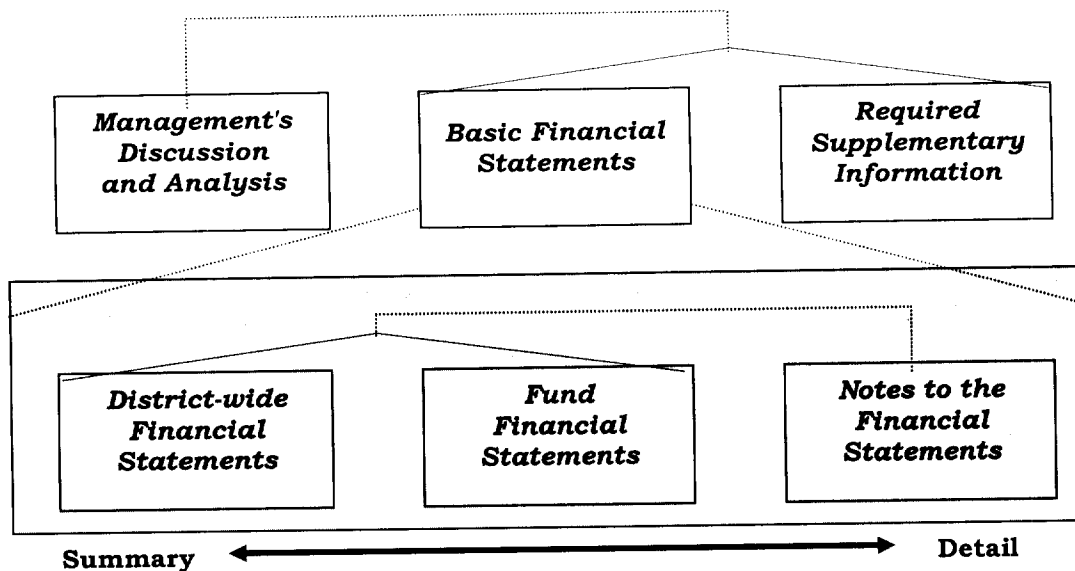 Management's
Discussion
and Analysis
Basic Financial
Statements
Required
Supplementary
Information
District-wide
Financial
Statements
Fund
Financial
Statements
Notes to the
Financial
Statements
Summary
Detail